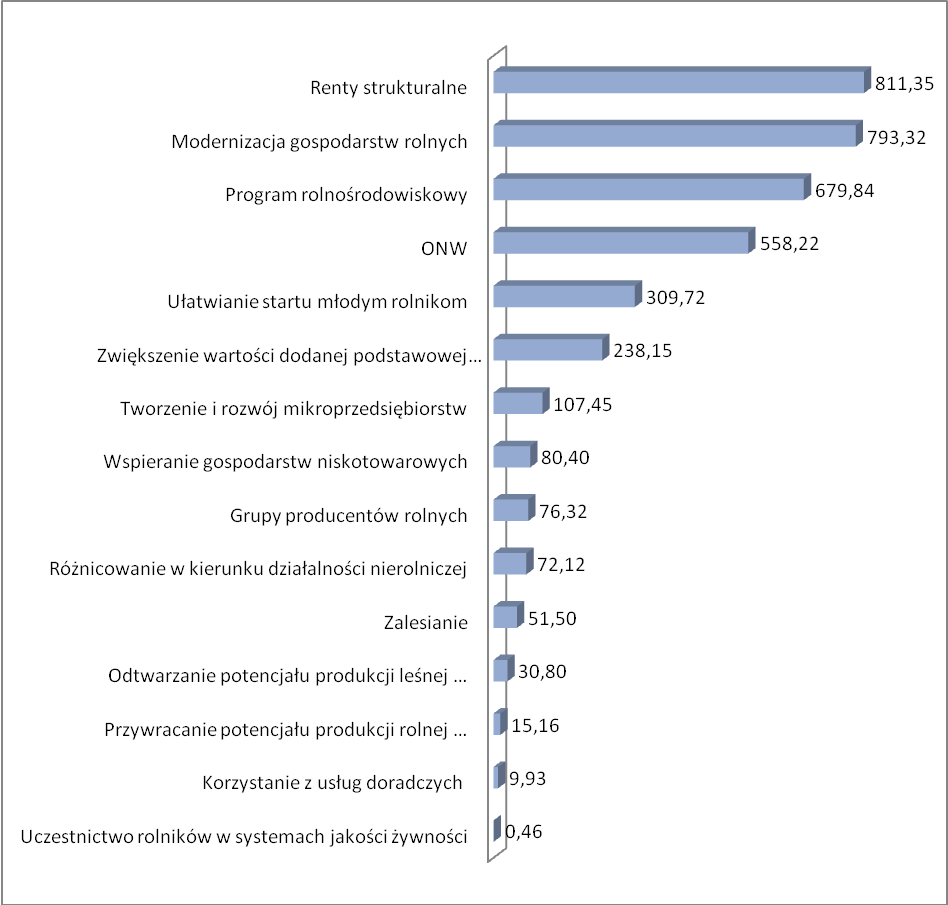 Renty strukturalne 811,35
Modernizacja gospodarstw rolnych 793,32
Program rolnośrodowiskowy 679,84
ONW 558,22
Ułatwianie startu młodym rolnikom 309,72
Zwiększenie wartości dodanej podstawowej... 238,15
Tworzenie i rozwój mikroprzedsiębiorstw 107,45
Wspieranie gospodarstw niskotowarowych 80,40
Grupy producentów rolnych 76,32
Różnicowanie w kierunku działalności nierolniczej 72,12
Zalesianie 51,50
Odtwarzanie potencjału produkcji leśnej ... 30,80
Przywracanie potencjału produkcji rolnej ... 15,16
Korzystanie z usług doradczych 9,93
Uczestnictwo rolników w systemach jakości żywności 0,46